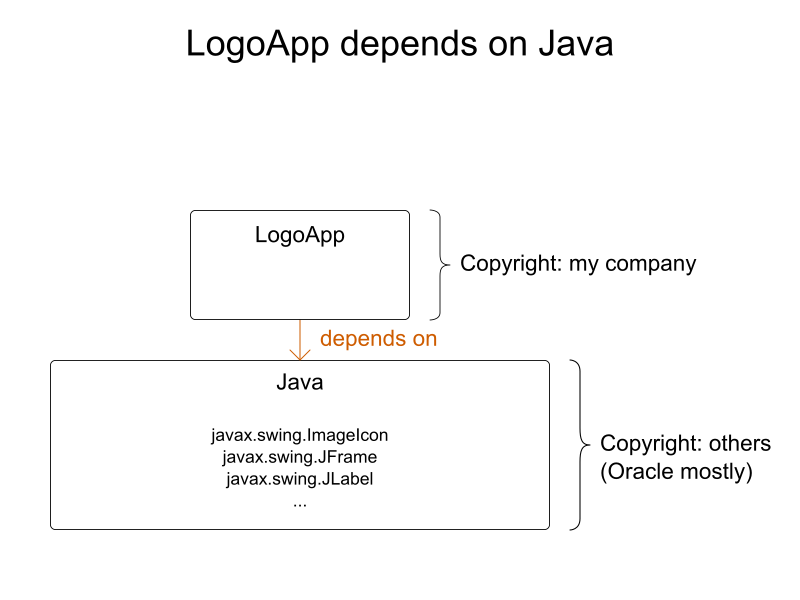 LogoApp depends on Java
LogoApp
Copyright: my company
depends on
Java
javax.swing.ImageIcon
javax.swing.JFrame
javax.swing.JLabel
...
Copyright: others
(Oracle mostly)